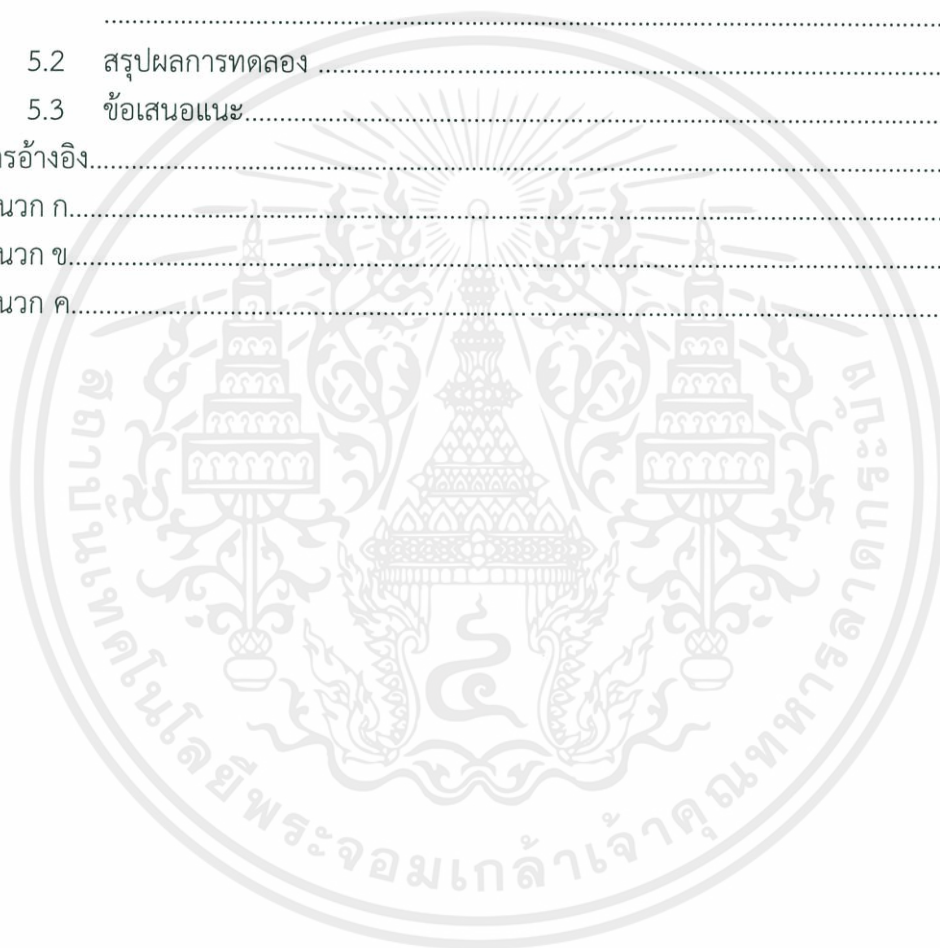 ........................................................................................................................
5.2 สรุปผลการทดลอง ........................................................................................
5.3 ข้อเสนอแนะ....................................................................................................
รอ้างอิง........................................................................................................................
นวก ก...........................................................................................................................
นวก ข...........................................................................................................................
นวก ค...........................................................................................................................
สถาบันเทคโนโลยีพระจอมเกล้าเจ้าคุณทหารลาดกระบัง